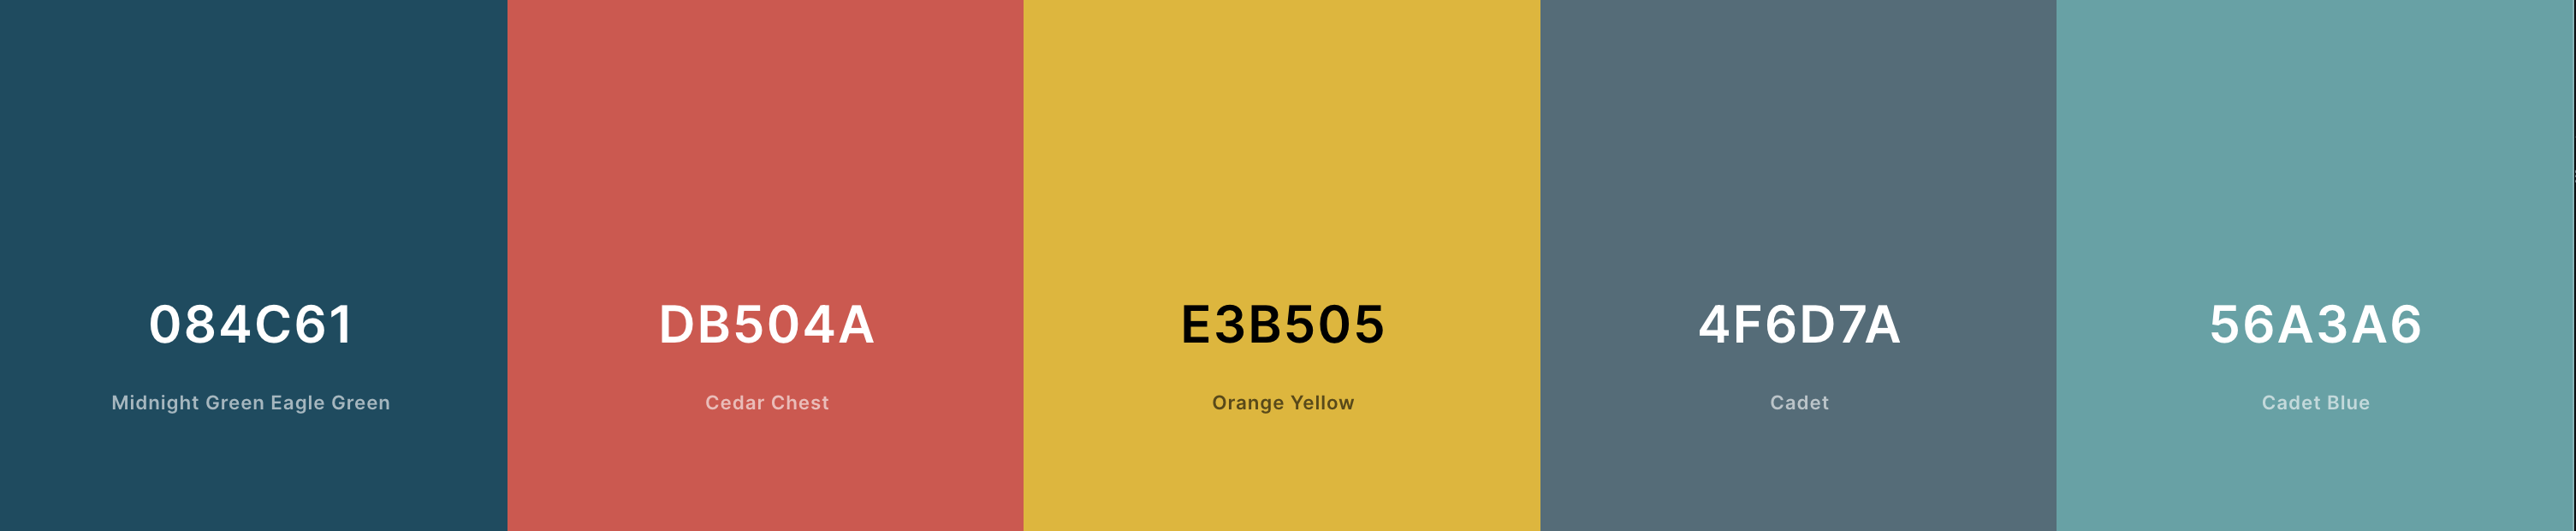 084C61
Midnight Green Eagle Green
DB504A
Cedar Chest
E3B505
Orange Yellow
4F6D7A
Cadet
56A3A6
Cadet Blue